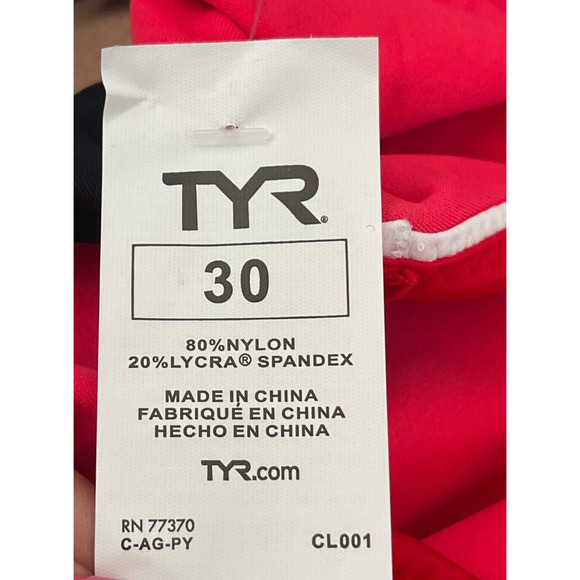 TYR®
30
80%NYLON
20%LYCRA® SPANDEX
MADE IN CHINA
FABRIQUÉ EN CHINA
HECHO EN CHINA
TYR.com
RN 77370
C-AG-PY CL001